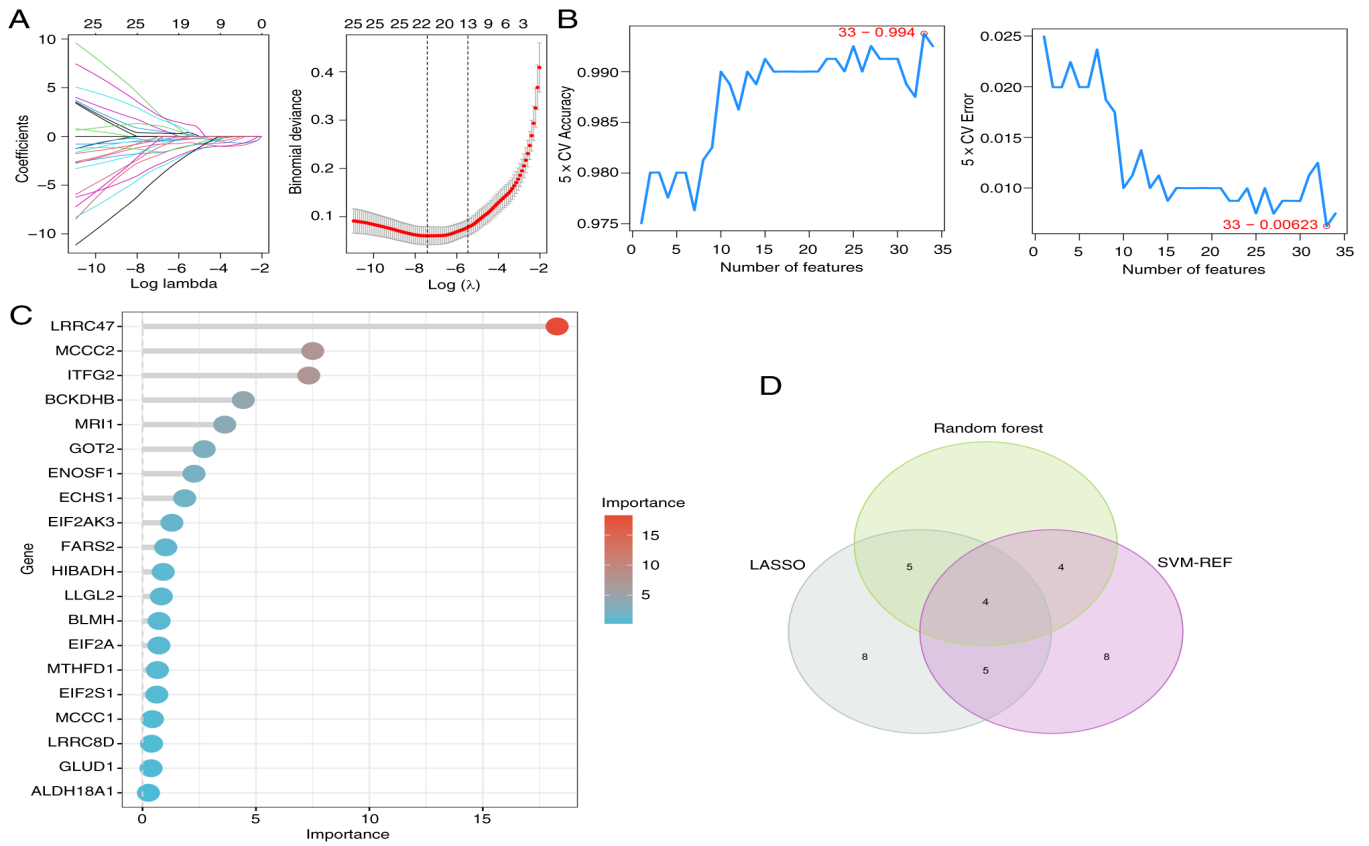 A
25 25 19 9 0
10
5
0
−5
−10
Coefficients
−10 −8 −6 −4 −2
Log lambda
25 25 25 22 20 13 9 6 3
0.4
0.3
0.2
0.1
Binomial deviance
−10 −8 −6 −4 −2
Log (λ)
B
33 − 0.994
0.990
0.985
0.980
0.975
5 × CV Accuracy
0 5 10 15 20 25 30 35
Number of features
0.025
0.020
0.015
0.010
5 × CV Error
33 − 0.00623
0 5 10 15 20 25 30 35
Number of features
C
LRRC47
MCCC2
ITFG2
BCKDHB
MRI1
GOT2
ENOSF1
ECHS1
EIF2AK3
FARS2
HIBADH
LLGL2
BLMH
EIF2A
MTHFD1
EIF2S1
MCCC1
LRRC8D
GLUD1
ALDH18A1
Gene
0 5 10 15
Importance
Importance
15
10
5
D
Random forest
LASSO
SVM-REF
5 4
4
8 5 8